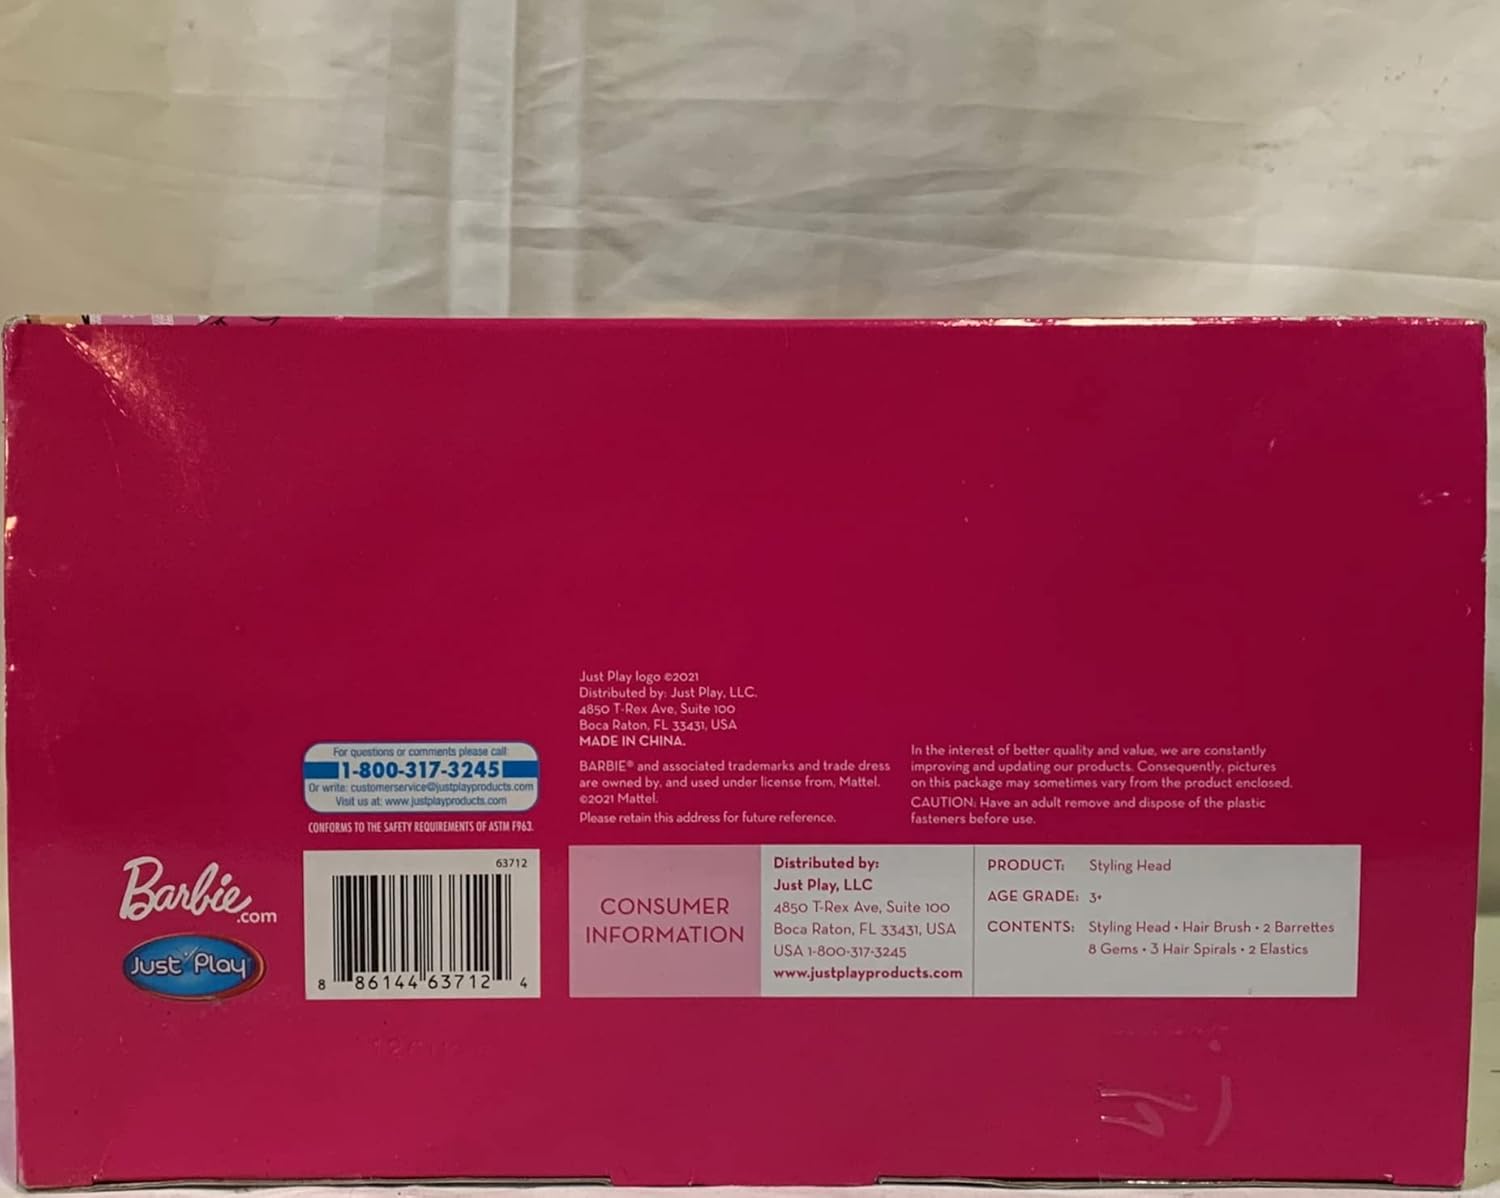 Just Play logo ©2021
Distributed by: Just Play, LLC.
4850 T-Rex Ave, Suite 100
Boca Raton, FL 33431, USA
MADE IN CHINA.
BARBIE® and associated trademarks and trade dress
are owned by, and used under license from, Mattel.
©2021 Mattel.
Please retain this address for future reference.
In the interest of better quality and value, we are constantly
improving and updating our products. Consequently, pictures
on this package may sometimes vary from the product enclosed.
CAUTION: Have an adult remove and dispose of the plastic
fasteners before use.
For questions or comments please call:
1-800-317-3245
Or write: customerservice@justplayproducts.com
Visit us at: www.justplayproducts.com
CONFORMS TO THE SAFETY REQUIREMENTS OF ASTM F963.
Barbie.com
Just Play
63712
8 86144 63712 4
CONSUMER
INFORMATION
Distributed by:
Just Play, LLC
4850 T-Rex Ave, Suite 100
Boca Raton, FL 33431, USA
USA 1-800-317-3245
www.justplayproducts.com
PRODUCT: Styling Head
AGE GRADE: 3+
CONTENTS: Styling Head • Hair Brush • 2 Barrettes
8 Gems • 3 Hair Spirals • 2 Elastics